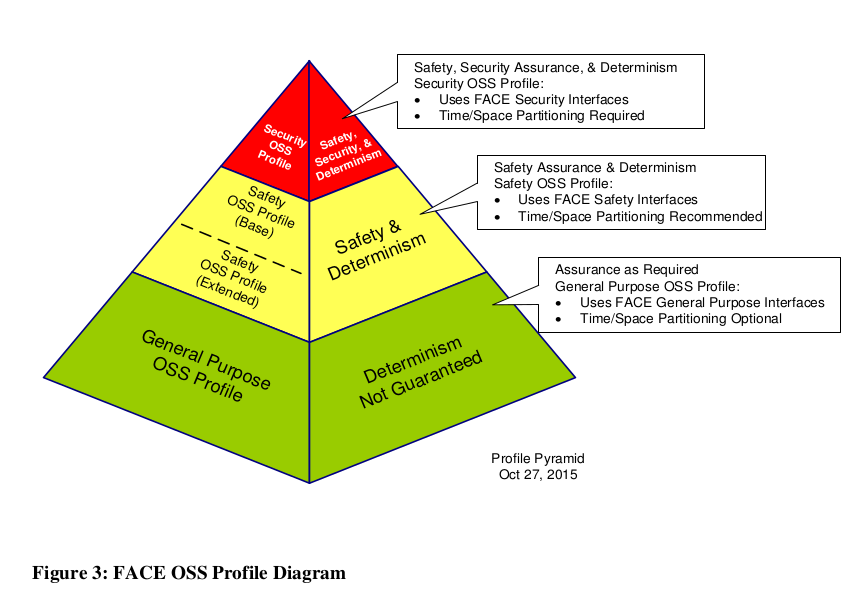 Safety, Security Assurance, & Determinism
Security OSS Profile:
• Uses FACE Security Interfaces
• Time/Space Partitioning Required
Security
OSS
Profile
Safety,
Security, &
Determinism
Safety Assurance & Determinism
Safety OSS Profile:
• Uses FACE Safety Interfaces
• Time/Space Partitioning Recommended
Safety
OSS Profile
(Base)
Safety
OSS Profile
(Extended)
Safety &
Determinism
Assurance as Required
General Purpose OSS Profile:
• Uses FACE General Purpose Interfaces
• Time/Space Partitioning Optional
General Purpose
OSS Profile
Determinism
Not Guaranteed
Profile Pyramid
Oct 27, 2015
Figure 3: FACE OSS Profile Diagram